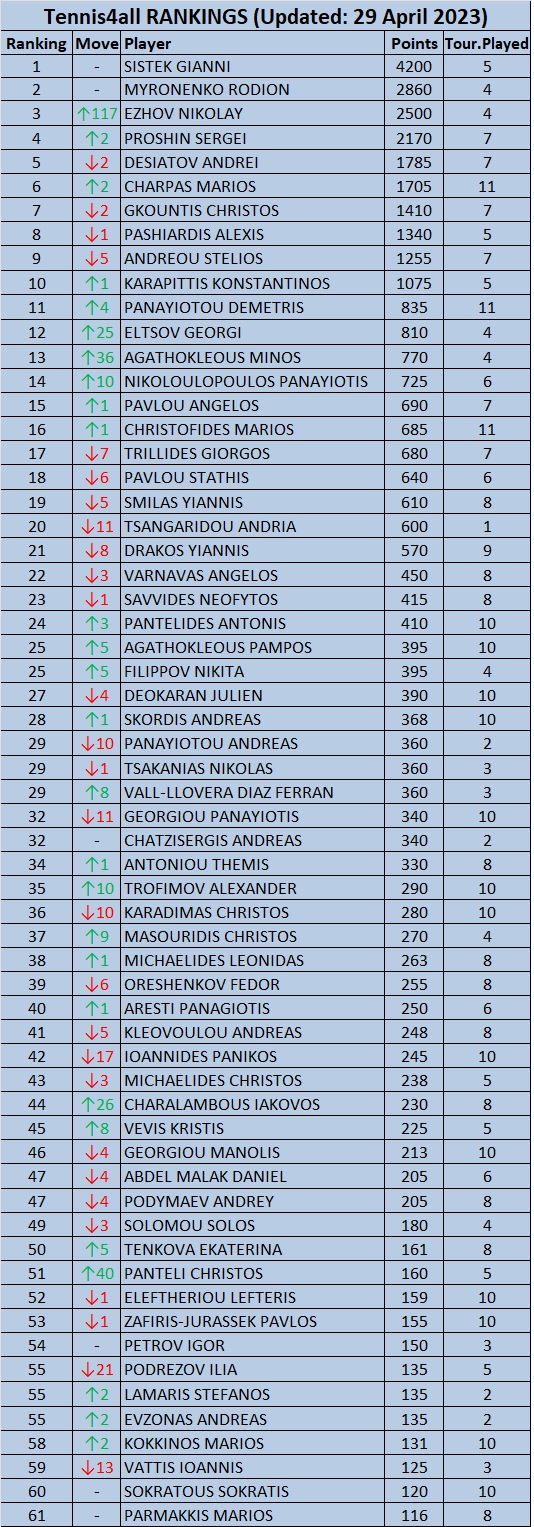 Tennis4all RANKINGS (Updated: 29 April 2023)
Ranking Move Player Points Tour.Played
1 - SISTEK GIANNI 4200 5
2 - MYRONENKO RODION 2860 4
3 ↑117 EZHOV NIKOLAY 2500 4
4 ↑2 PROSHIN SERGEI 2170 7
5 ↓2 DESIATOV ANDREI 1785 7
6 ↑2 CHARPAS MARIOS 1705 11
7 ↓2 GKOUNTIS CHRISTOS 1410 7
8 ↓1 PASHIARDIS ALEXIS 1340 5
9 ↓5 ANDREOU STELIOS 1255 7
10 ↑1 KARAPITTIS KONSTANTINOS 1075 5
11 ↑4 PANAYIOTOU DEMETRIS 835 11
12 ↑25 ELTSOV GEORGI 810 4
13 ↑36 AGATHOKLEOUS MINOS 770 4
14 ↑10 NIKOLOULOPOULOS PANAYIOTIS 725 6
15 ↑1 PAVLOU ANGELOS 690 7
16 ↑1 CHRISTOFIDES MARIOS 685 11
17 ↓7 TRILLIDES GIORGOS 680 7
18 ↓6 PAVLOU STATHIS 640 6
19 ↓5 SMILAS YIANNIS 610 8
20 ↓11 TSANGARIDOU ANDRIA 600 1
21 ↓8 DRAKOS YIANNIS 570 9
22 ↓3 VARNAVAS ANGELOS 450 8
23 ↓1 SAVVIDES NEOFYTOS 415 8
24 ↑3 PANTELIDES ANTONIS 410 10
25 ↑5 AGATHOKLEOUS PAMPOS 395 10
25 ↑5 FILIPPOV NIKITA 395 4
27 ↓4 DEOKARAN JULIEN 390 10
28 ↑1 SKORDIS ANDREAS 368 10
29 ↓10 PANAYIOTOU ANDREAS 360 2
29 ↓1 TSAKANIAS NIKOLAS 360 3
29 ↑8 VALL-LLOVERA DIAZ FERRAN 360 3
32 ↓11 GEORGIOU PANAYIOTIS 340 10
32 - CHATZISERGIS ANDREAS 340 2
34 ↑1 ANTONIOU THEMIS 330 8
35 ↑10 TROFIMOV ALEXANDER 290 10
36 ↓10 KARADIMAS CHRISTOS 280 10
37 ↑9 MASOURIDIS CHRISTOS 270 4
38 ↑1 MICHAELIDES LEONIDAS 263 8
39 ↓6 ORESHENKOV FEDOR 255 8
40 ↑1 ARESTI PANAGIOTIS 250 6
41 ↓5 KLEOVOULOU ANDREAS 248 8
42 ↓17 IOANNIDES PANIKOS 245 10
43 ↓3 MICHAELIDES CHRISTOS 238 5
44 ↑26 CHARALAMBOUS IAKOVOS 230 8
45 ↑8 VEVIS KRISTIS 225 5
46 ↓4 GEORGIOU MANOLIS 213 10
47 ↓4 ABDEL MALAK DANIEL 205 6
47 ↓4 PODYMAEV ANDREY 205 8
49 ↓3 SOLOMOU SOLOS 180 4
50 ↑5 TENKOVA EKATERINA 161 8
51 ↑40 PANTELI CHRISTOS 160 5
52 ↓1 ELEFTHERIOU LEFTERIS 159 10
53 ↓1 ZAFIRIS-JURASSEK PAVLOS 155 10
54 - PETROV IGOR 150 3
55 ↓21 PODREZOV ILIA 135 5
55 ↑2 LAMARIS STEFANOS 135 2
55 ↑2 EVZONAS ANDREAS 135 2
58 ↑2 KOKKINOS MARIOS 131 10
59 ↓13 VATTIS IOANNIS 125 3
60 - SOKRATOUS SOKRATIS 120 10
61 - PARMAKKIS MARIOS 116 8